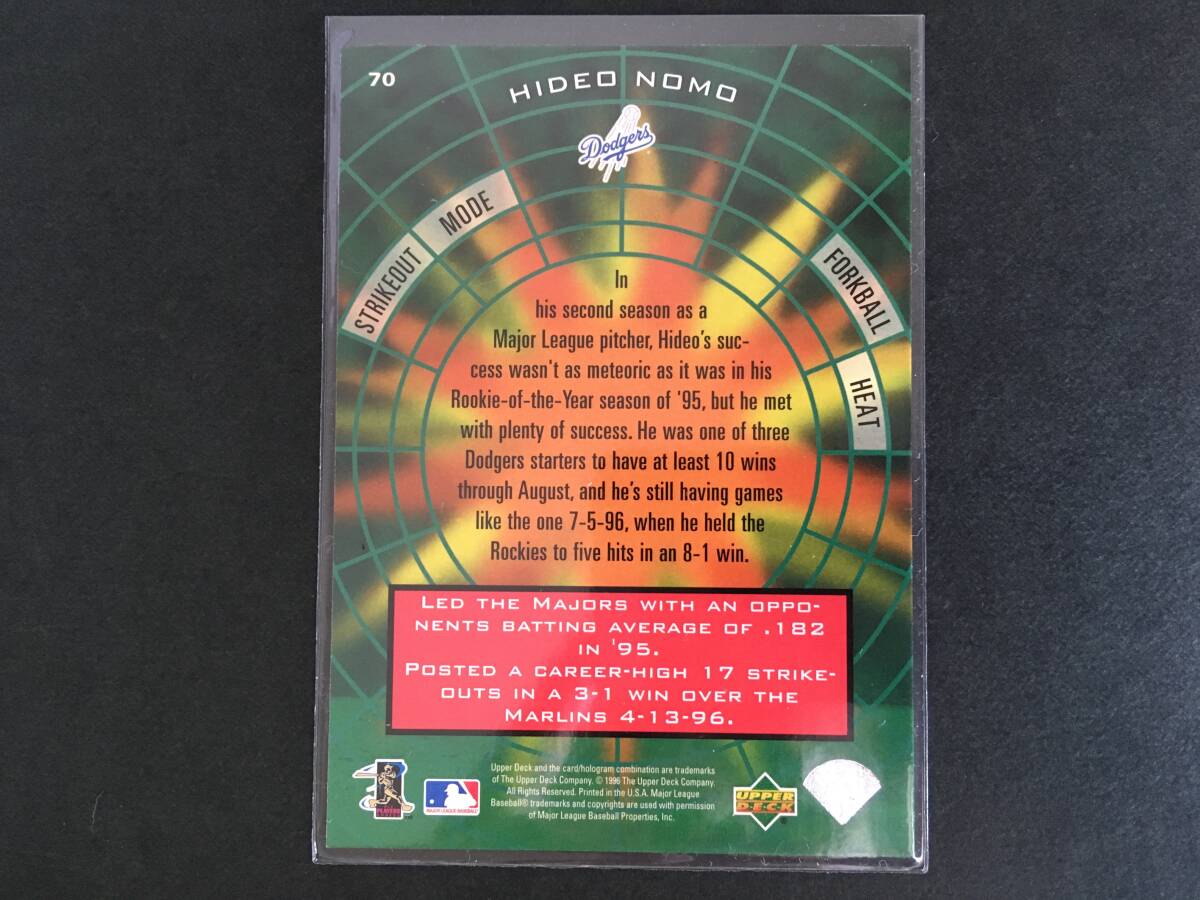 70
HIDEO NOMO
Dodgers
STRIKEOUT MODE
FORKBALL
HEAT
In
his second season as a
Major League pitcher, Hideo's suc-
cess wasn't as meteoric as it was in his
Rookie-of-the-Year season of '95, but he met
with plenty of success. He was one of three
Dodgers starters to have at least 10 wins
through August, and he's still having games
like the one 7-5-96, when he held the
Rockies to five hits in an 8-1 win.
LED THE MAJORS WITH AN OPPO-
NENTS BATTING AVERAGE OF .182
IN '95.
POSTED A CAREER-HIGH 17 STRIKE-
OUTS IN A 3-1 WIN OVER THE
MARLINS 4-13-96.
Upper Deck and the card/hologram combination are trademarks
of The Upper Deck Company. © 1996 The Upper Deck Company.
All Rights Reserved. Printed in the U.S.A. Major League
Baseball® trademarks and copyrights are used with permission
of Major League Baseball Properties, Inc.
MAJOR LEAGUE BASEBALL
UPPER
DECK